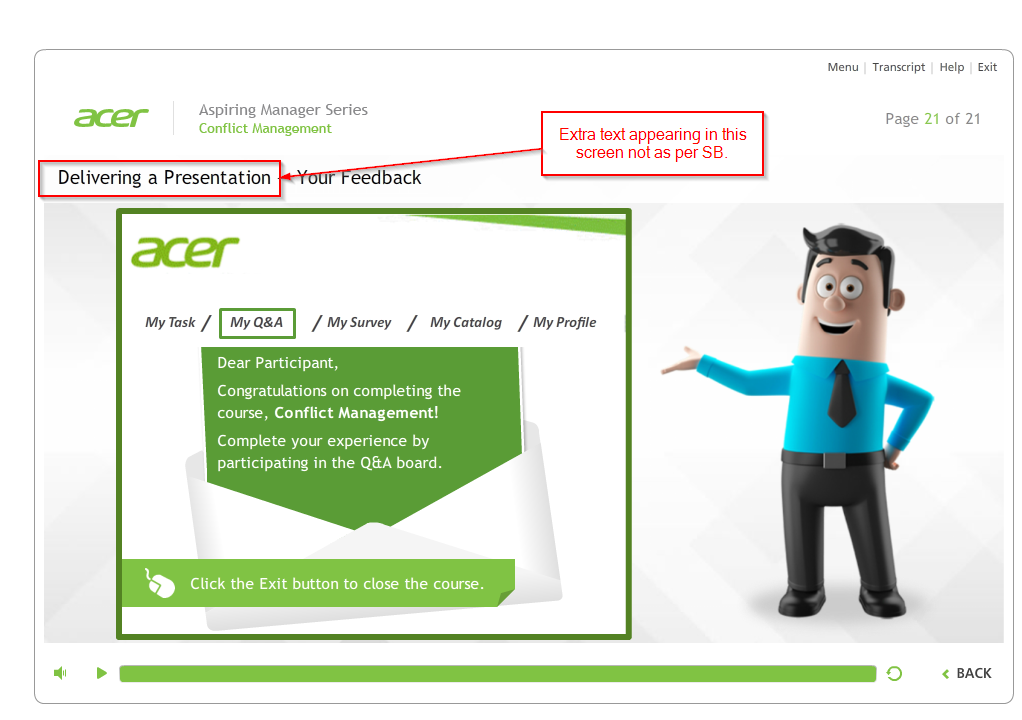 Menu | Transcript | Help | Exit
acer
Aspiring Manager Series
Conflict Management
Page 21 of 21
Extra text appearing in this
screen not as per SB.
Delivering a Presentation - Your Feedback
acer
My Task / My Q&A / My Survey / My Catalog / My Profile
Dear Participant,
Congratulations on completing the
course, Conflict Management!
Complete your experience by
participating in the Q&A board.
Click the Exit button to close the course.
BACK